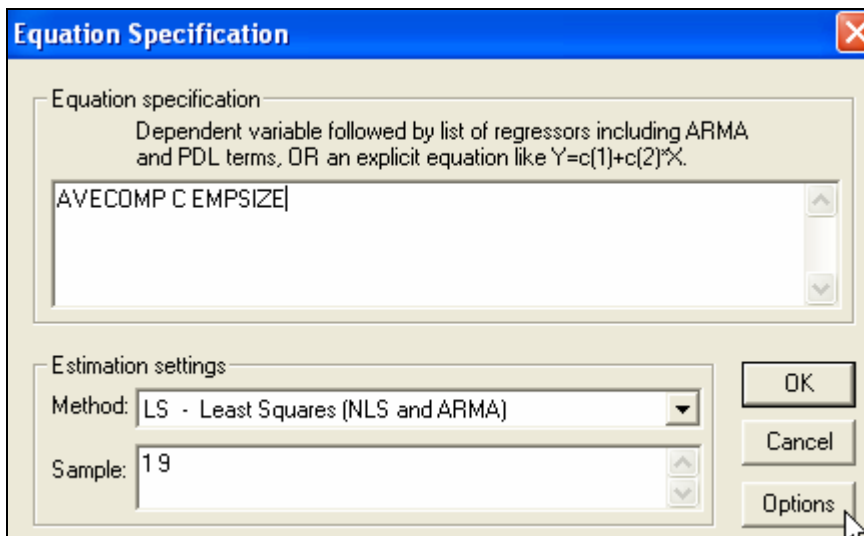 Equation Specification
Equation specification
Dependent variable followed by list of regressors including ARMA
and PDL terms, OR an explicit equation like Y=c(1)+c(2)*X.
AVECOMP C EMPSIZE
Estimation settings
Method: LS - Least Squares (NLS and ARMA)
Sample: 1 9
OK
Cancel
Options